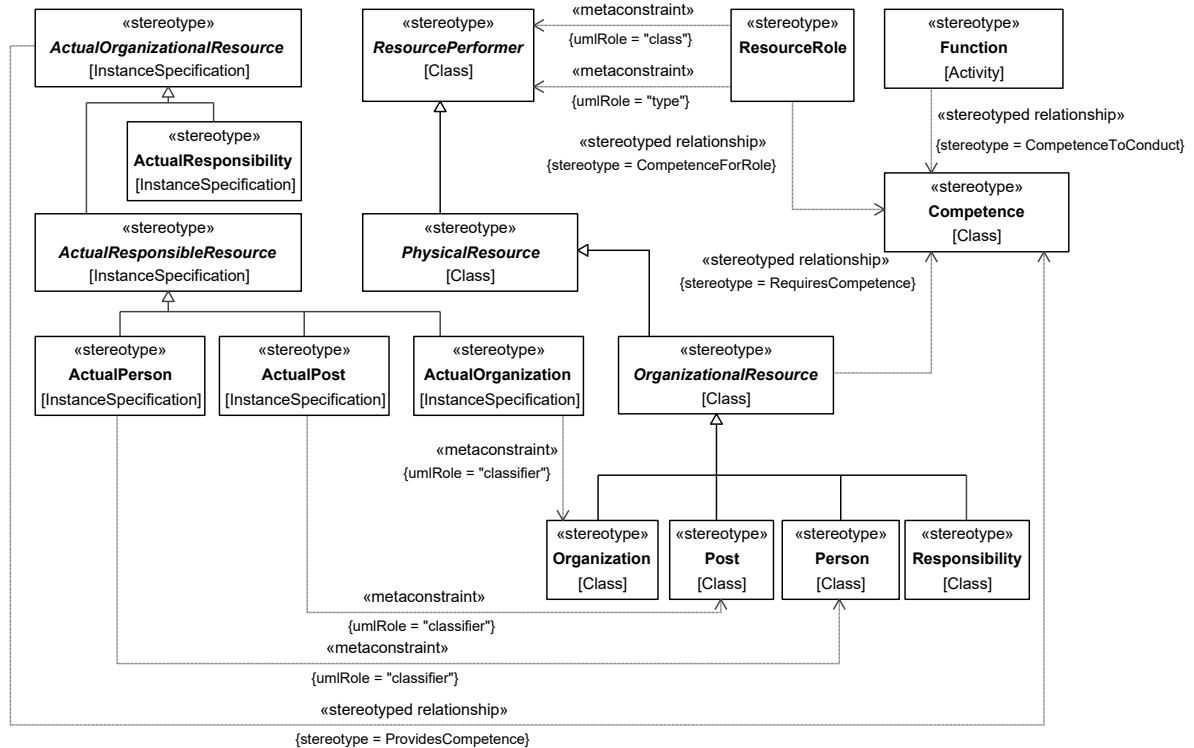 «stereotype»
ActualOrganizationalResource
[InstanceSpecification]
«stereotype»
ResourcePerformer
[Class]
«metaconstraint»
{umlRole = "class"}
«metaconstraint»
{umlRole = "type"}
«stereotype»
ResourceRole
«stereotype»
Function
[Activity]
«stereotype»
ActualResponsibility
[InstanceSpecification]
«stereotyped relationship»
{stereotype = CompetenceForRole}
«stereotyped relationship»
{stereotype = CompetenceToConduct}
«stereotype»
Competence
[Class]
«stereotype»
ActualResponsibleResource
[InstanceSpecification]
«stereotype»
PhysicalResource
[Class]
«stereotyped relationship»
{stereotype = RequiresCompetence}
«stereotype»
ActualPerson
[InstanceSpecification]
«stereotype»
ActualPost
[InstanceSpecification]
«stereotype»
ActualOrganization
[InstanceSpecification]
«stereotype»
OrganizationalResource
[Class]
«metaconstraint»
{umlRole = "classifier"}
«stereotype»
Organization
[Class]
«stereotype»
Post
[Class]
«stereotype»
Person
[Class]
«stereotype»
Responsibility
[Class]
«metaconstraint»
{umlRole = "classifier"}
«metaconstraint»
{umlRole = "classifier"}
«stereotyped relationship»
{stereotype = ProvidesCompetence}